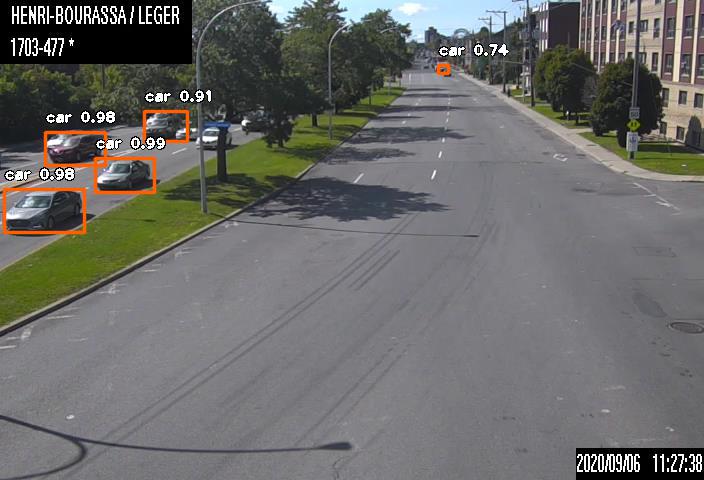 HENRI-BOURASSA / LEGER
1703-477 *
car 0.74
car 0.91
car 0.98
car 0.99
car 0.98
2020/09/06 11:27:38